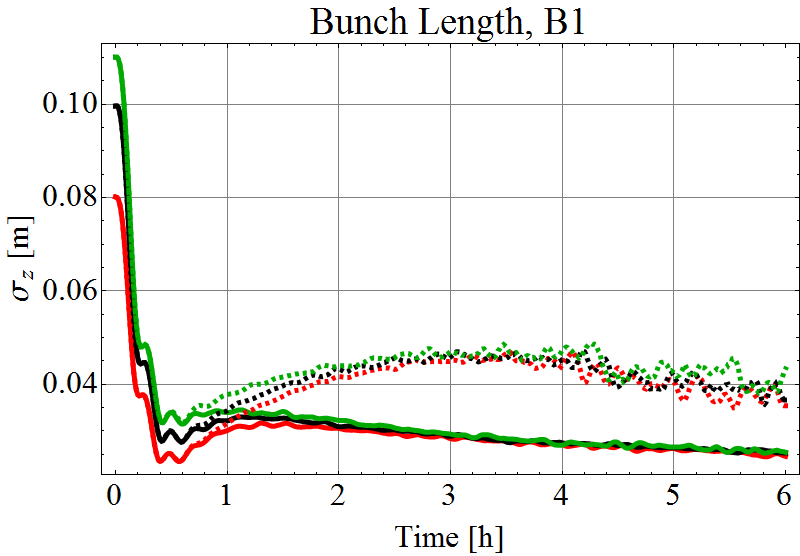 Bunch Length, B1
0.10
0.08
0.06
0.04
σz [m]
0 1 2 3 4 5 6
Time [h]